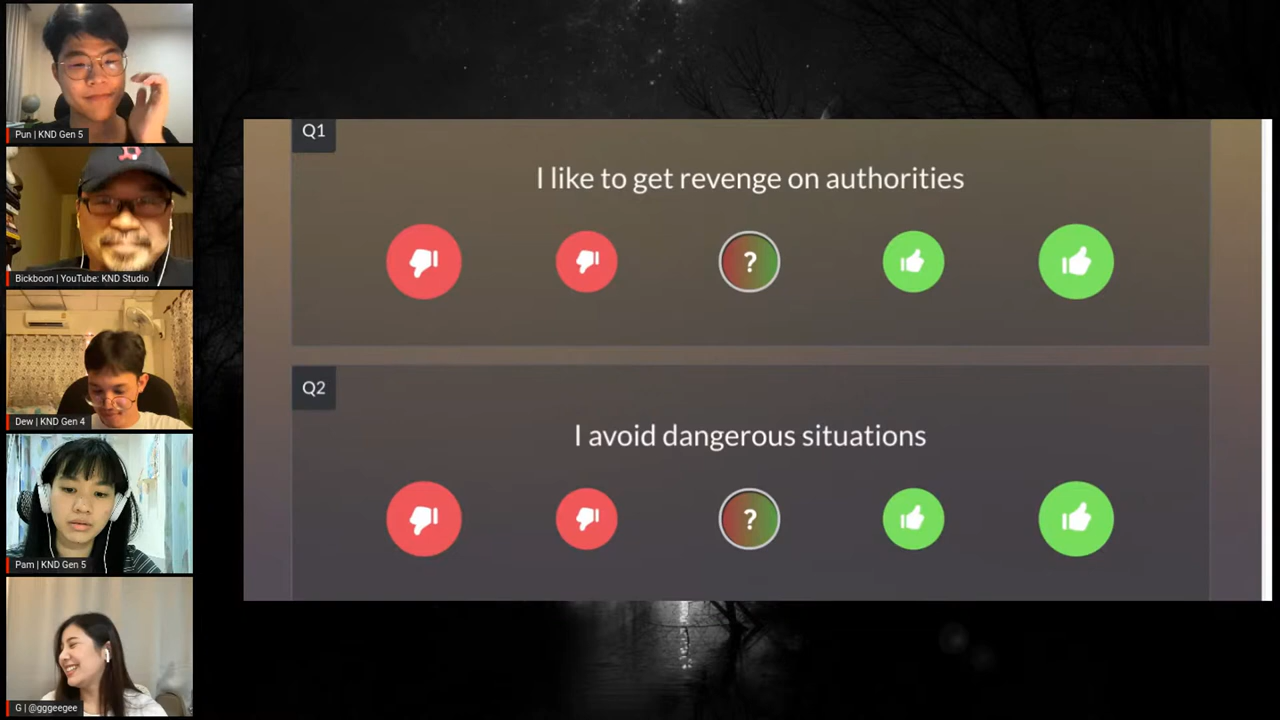 Pun | KND Gen 5
Bickboon | YouTube: KND Studio
Dew | KND Gen 4
Pam | KND Gen 5
G | @gggeegee
Q1
I like to get revenge on authorities
?
Q2
I avoid dangerous situations
?